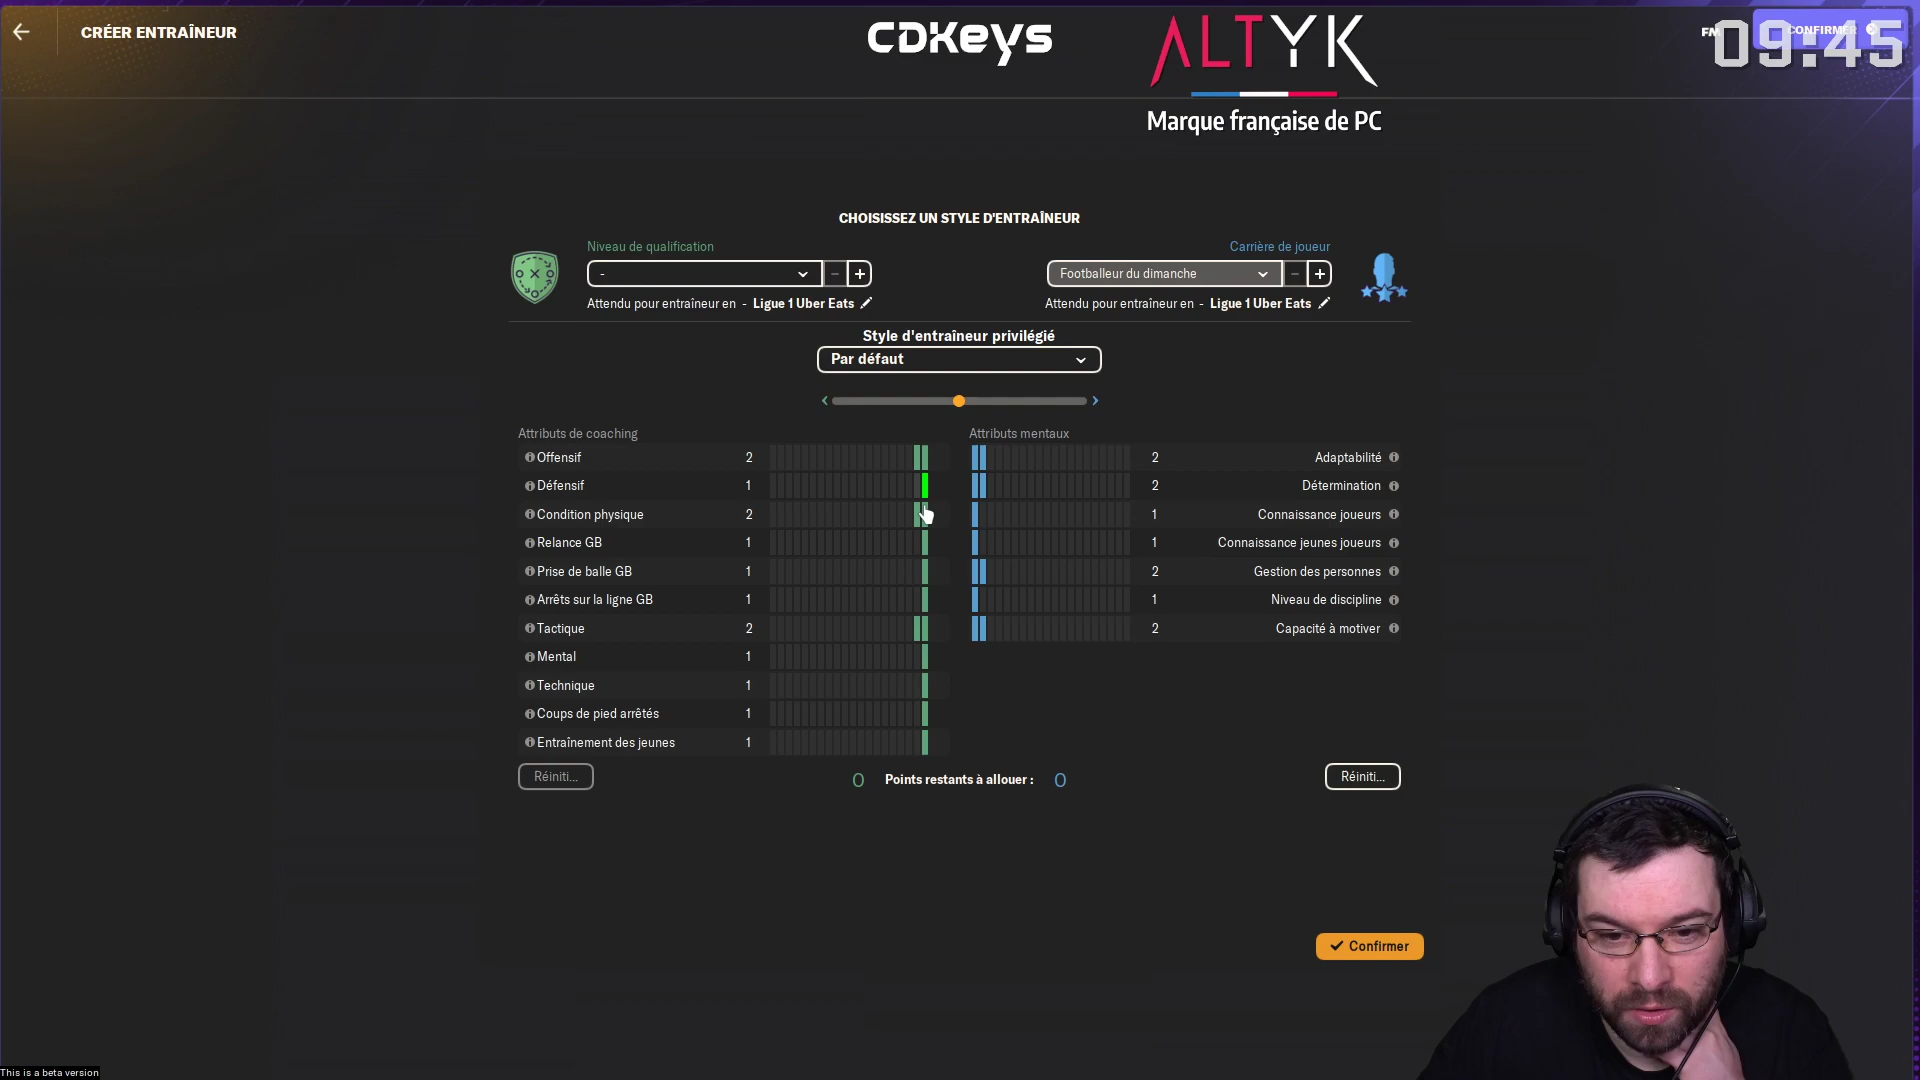 CRÉER ENTRAÎNEUR
CDKeys
ALTYK
Marque française de PC
FM
CONFIRMER
09:45
CHOISISSEZ UN STYLE D'ENTRAÎNEUR
Niveau de qualification
Carrière de joueur
-
Footballeur du dimanche
Attendu pour entraîneur en - Ligue 1 Uber Eats
Attendu pour entraîneur en - Ligue 1 Uber Eats
Style d'entraîneur privilégié
Par défaut
Attributs de coaching
Attributs mentaux
Offensif 2
2 Adaptabilité
Défensif 1
2 Détermination
Condition physique 2
1 Connaissance joueurs
Relance GB 1
1 Connaissance jeunes joueurs
Prise de balle GB 1
2 Gestion des personnes
Arrêts sur la ligne GB 1
1 Niveau de discipline
Tactique 2
2 Capacité à motiver
Mental 1
Technique 1
Coups de pied arrêtés 1
Entraînement des jeunes 1
Réiniti...
0 Points restants à allouer : 0
Réiniti...
Confirmer
This is a beta version